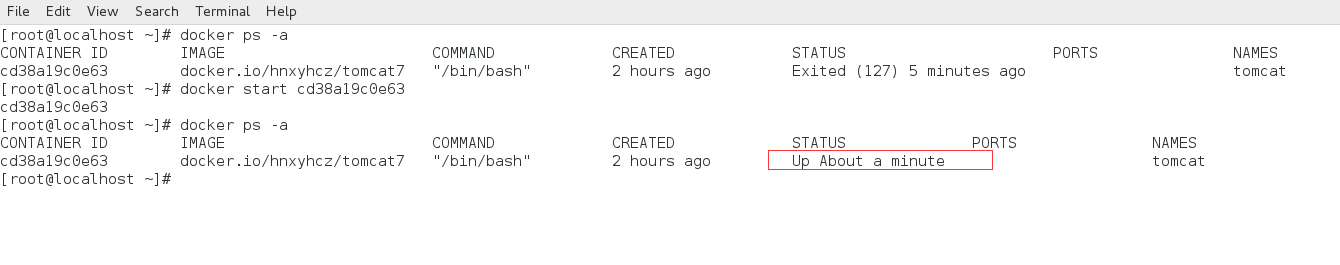 File Edit View Search Terminal Help
[root@localhost ~]# docker ps -a
CONTAINER ID IMAGE COMMAND CREATED STATUS PORTS NAMES
cd38a19c0e63 docker.io/hnxyhcz/tomcat7 "/bin/bash" 2 hours ago Exited (127) 5 minutes ago tomcat
[root@localhost ~]# docker start cd38a19c0e63
cd38a19c0e63
[root@localhost ~]# docker ps -a
CONTAINER ID IMAGE COMMAND CREATED STATUS PORTS NAMES
cd38a19c0e63 docker.io/hnxyhcz/tomcat7 "/bin/bash" 2 hours ago Up About a minute tomcat
[root@localhost ~]#